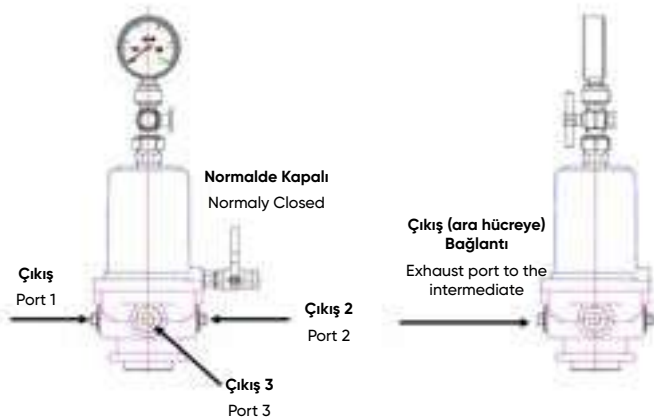 Normalde Kapalı
Normaly Closed
Çıkış
Port 1
Çıkış 2
Port 2
Çıkış 3
Port 3
Çıkış (ara hücreye)
Bağlantı
Exhaust port to the
intermediate